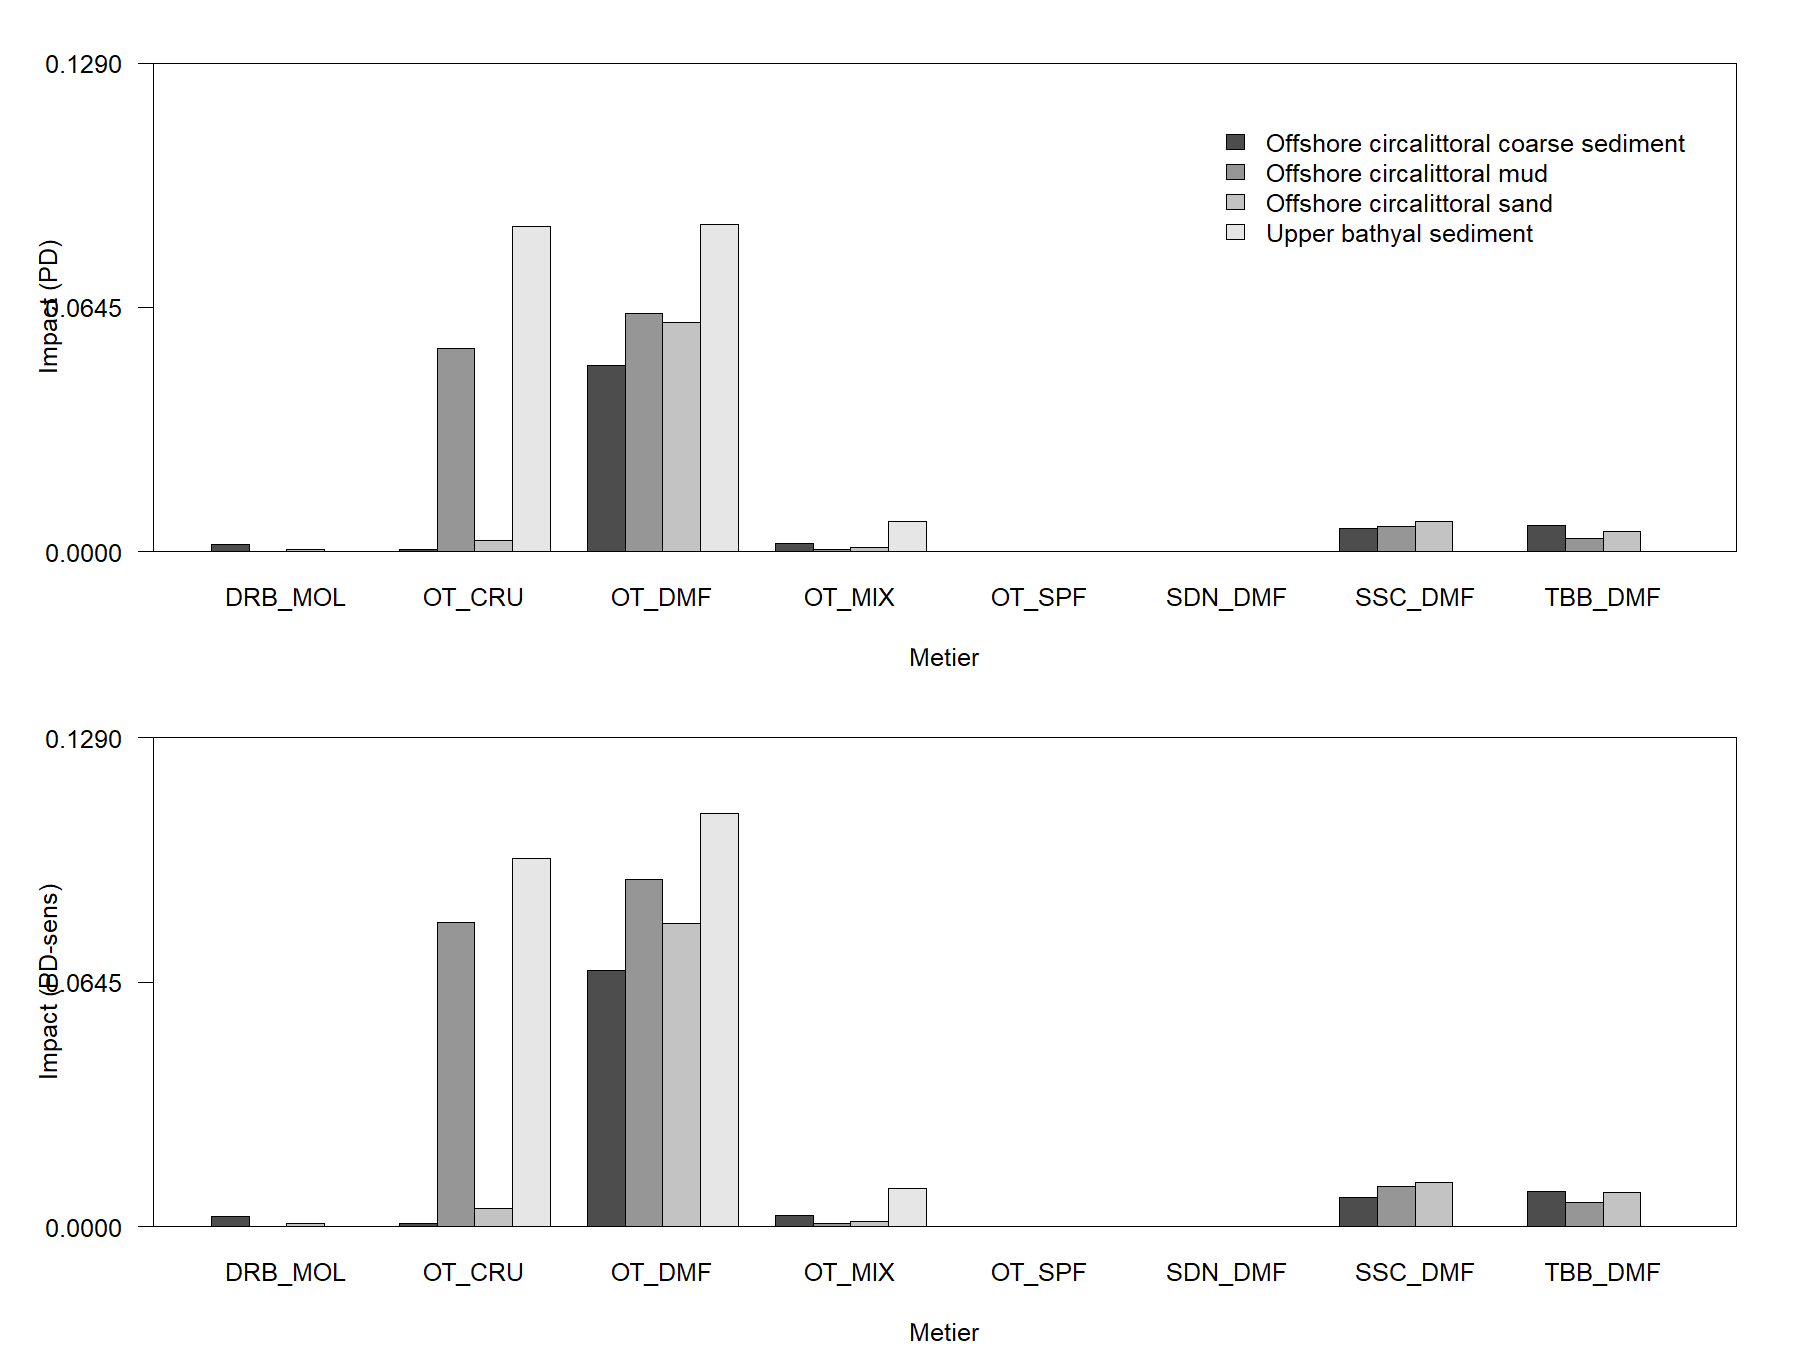 0.1290
0.0645
0.0000
Impact (PD)
Offshore circalittoral coarse sediment
Offshore circalittoral mud
Offshore circalittoral sand
Upper bathyal sediment
DRB_MOL OT_CRU OT_DMF OT_MIX OT_SPF SDN_DMF SSC_DMF TBB_DMF
Metier
0.1290
0.0645
0.0000
Impact (PD-sens)
DRB_MOL OT_CRU OT_DMF OT_MIX OT_SPF SDN_DMF SSC_DMF TBB_DMF
Metier